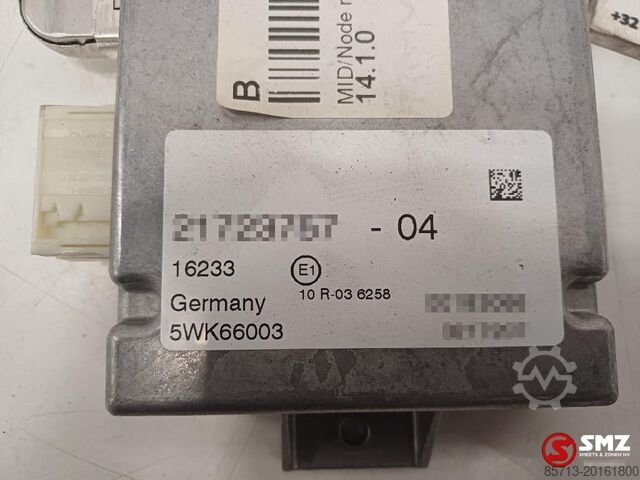 +32
B
MID/Node
14.1.0
- 04
16233
E1
10 R-03 6258
Germany
5WK66003
SMZ
SMEETS & ZONEN NV
85713-20161800